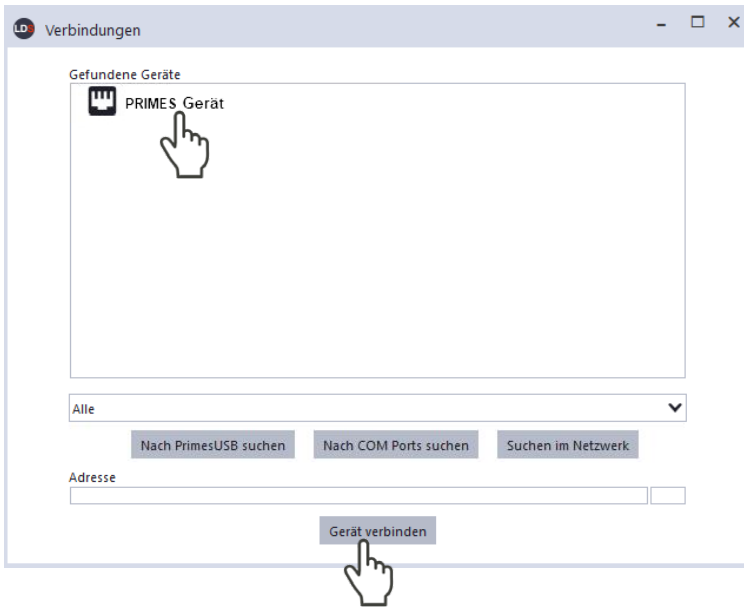 LDS Verbindungen
Gefundene Geräte
PRIMES Gerät
Alle
Nach PrimesUSB suchen Nach COM Ports suchen Suchen im Netzwerk
Adresse
Gerät verbinden